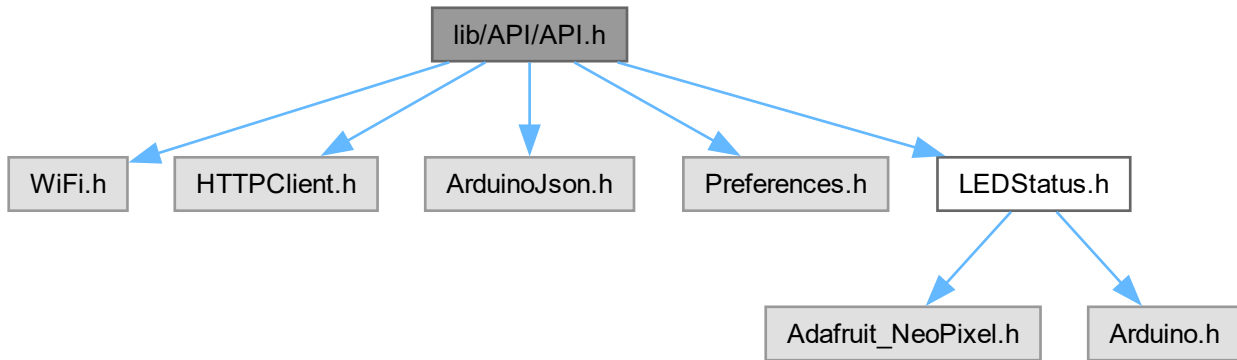 lib/API/API.h
WiFi.h
HTTPClient.h
ArduinoJson.h
Preferences.h
LEDStatus.h
Adafruit_NeoPixel.h
Arduino.h